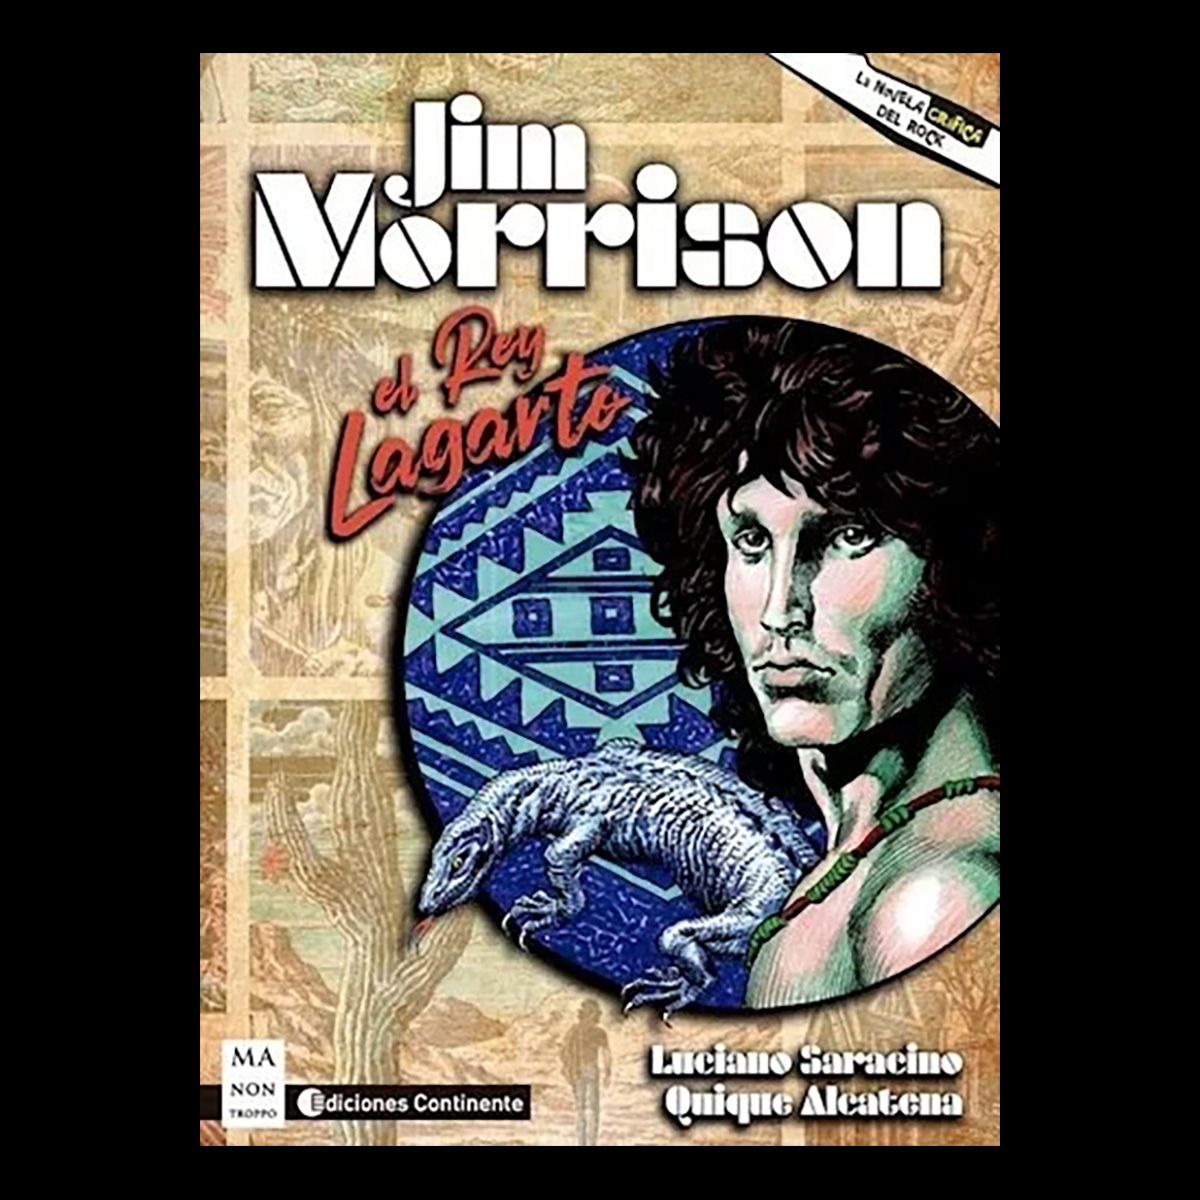 LA NOVELA GRÁFICA
DEL ROCK
Jim
Morrison
el Rey
Lagarto
Luciano Saracino
Quique Alcatena
MA
NON
TROPPO
Ediciones Continente